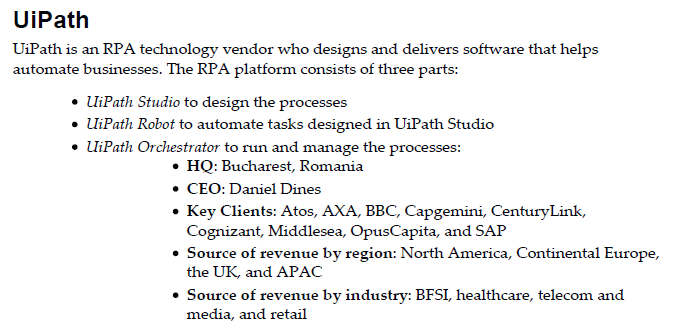 UiPath
UiPath is an RPA technology vendor who designs and delivers software that helps
automate businesses. The RPA platform consists of three parts:
• UiPath Studio to design the processes
• UiPath Robot to automate tasks designed in UiPath Studio
• UiPath Orchestrator to run and manage the processes:
• HQ: Bucharest, Romania
• CEO: Daniel Dines
• Key Clients: Atos, AXA, BBC, Capgemini, CenturyLink,
Cognizant, Middlesea, OpusCapita, and SAP
• Source of revenue by region: North America, Continental Europe,
the UK, and APAC
• Source of revenue by industry: BFSI, healthcare, telecom and
media, and retail